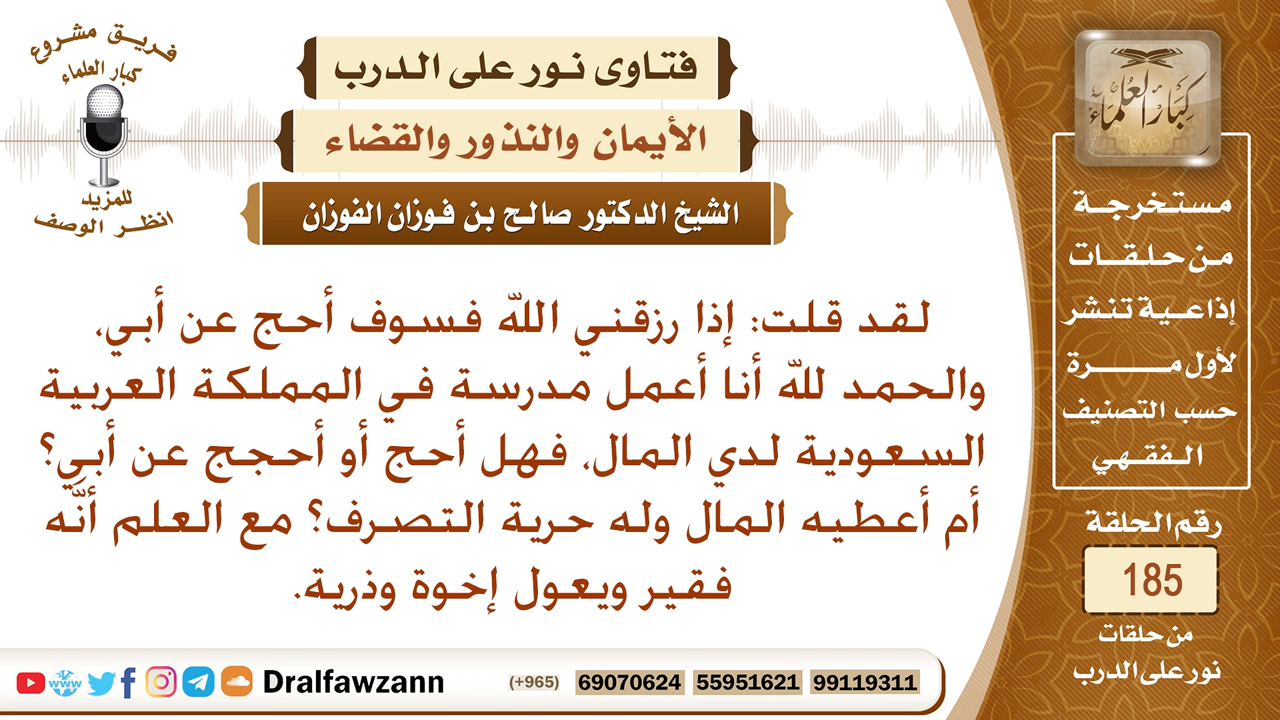 فريق مشروع
كبار العلماء
للمزيد
انظر الوصف
فتاوى نور على الدرب
الأيمان والنذور والقضاء
الشيخ الدكتور صالح بن فوزان الفوزان
لقد قلت: إذا رزقني الله فسوف أحج عن أبي،
والحمد لله أنا أعمل مدرسة في المملكة العربية
السعودية لدي المال، فهل أحج أو أحجج عن أبي؟
أم أعطيه المال وله حرية التصرف؟ مع العلم أنَّه
فقير ويعول إخوة وذرية.
كبار العلماء
مستخرجة
من حلقات
إذاعية تنشر
لأول مرة
حسب التصنيف
الفقهي
رقم الحلقة
185
من حلقات
نور على الدرب
www
Dralfawzann
(+965) 69070624 55951621 99119311